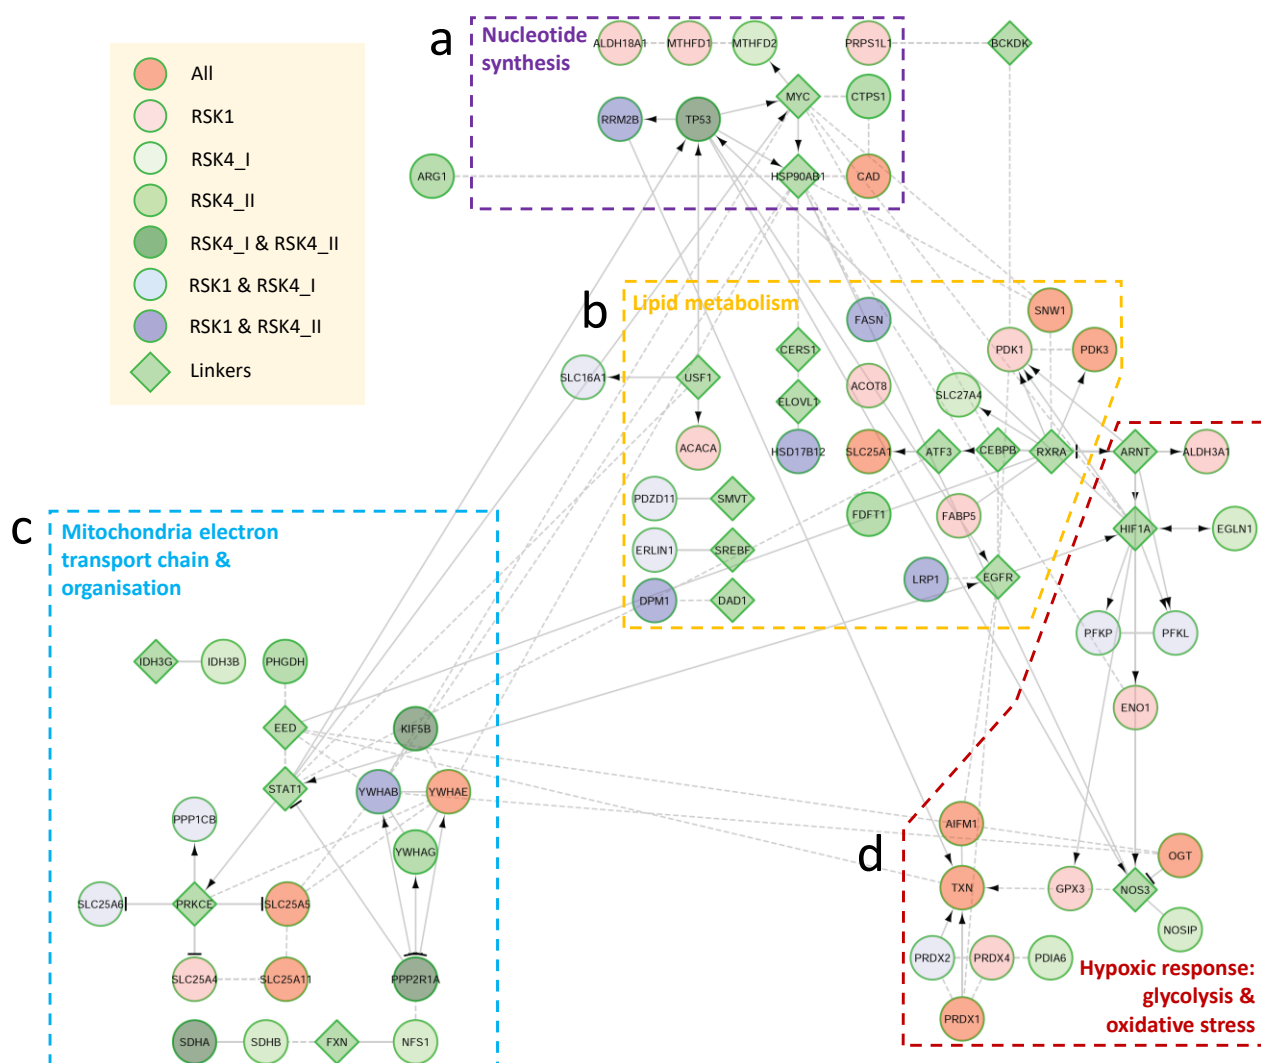 All
RSK1
RSK4_I
RSK4_II
RSK4_I & RSK4_II
RSK1 & RSK4_I
RSK1 & RSK4_II
Linkers
a
Nucleotide
synthesis
ALDH18A1
MTHFD1
MTHFD2
PRPS1L1
BCKDK
MYC
CTPS1
RRM2B
TP53
ARG1
HSP90AB1
CAD
b
Lipid metabolism
FASN
SNW1
CERS1
PDK1
PDK3
SLC16A1
USF1
ACOT8
SLC27A4
ELOVL1
ACACA
HSD17B12
SLC25A1
ATF3
CEBPB
RXRA
ARNT
ALDH3A1
PDZD11
SMVT
FDFT1
FABP5
HIF1A
EGLN1
ERLIN1
SREBF
LRP1
EGFR
DPM1
DAD1
PFKP
PFKL
ENO1
c
Mitochondria electron
transport chain &
organisation
IDH3G
IDH3B
PHGDH
EED
KIF5B
STAT1
YWHAB
YWHAE
PPP1CB
YWHAG
SLC25A6
PRKCE
SLC25A5
SLC25A4
SLC25A11
PPP2R1A
SDHA
SDHB
FXN
NFS1
d
AIFM1
OGT
TXN
GPX3
NOS3
NOSIP
PRDX2
PRDX4
PDIA6
PRDX1
Hypoxic response:
glycolysis &
oxidative stress